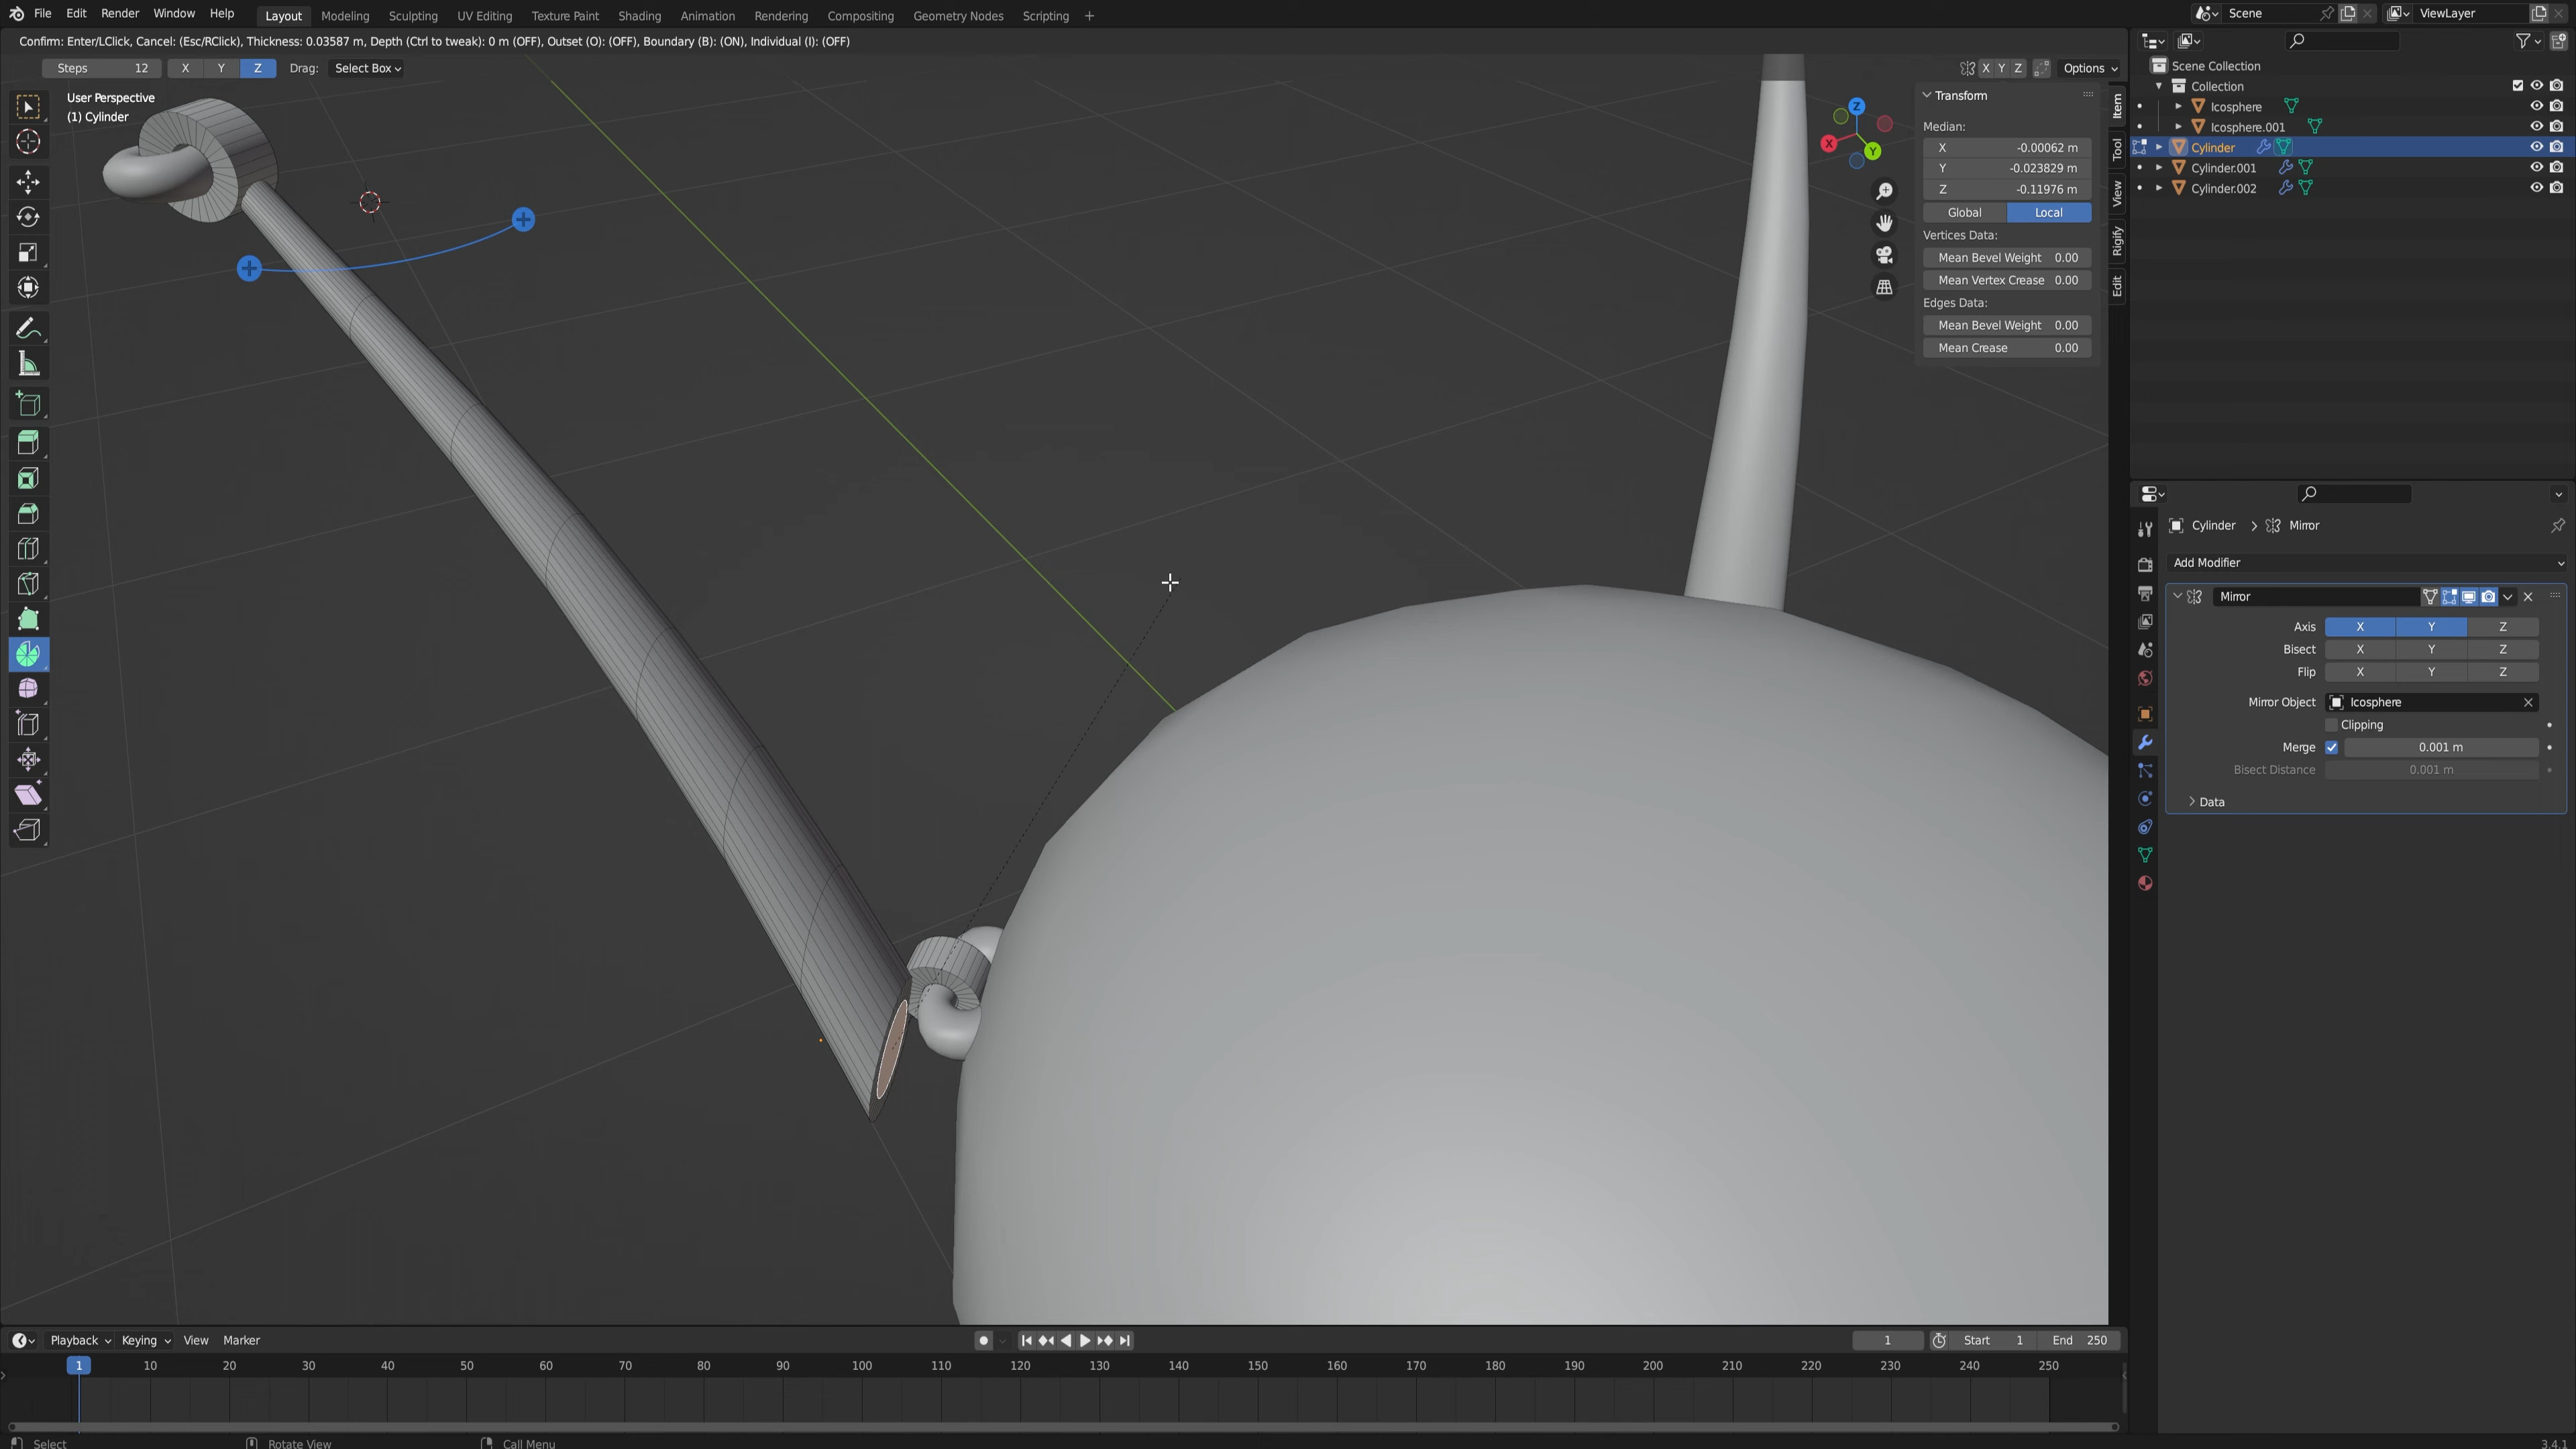 File Edit Render Window Help Layout Modeling Sculpting UV Editing Texture Paint Shading Animation Rendering Compositing Geometry Nodes Scripting + Scene ViewLayer
Confirm: Enter/LClick, Cancel: (Esc/RClick), Thickness: 0.03587 m, Depth (Ctrl to tweak): 0 m (OFF), Outset (O): (OFF), Boundary (B): (ON), Individual (I): (OFF)
Steps 12 X Y Z Drag: Select Box X Y Z Options
User Perspective
(1) Cylinder
Z
X
Y
Transform
Median:
X -0.00062 m
Y -0.023829 m
Z -0.11976 m
Global Local
Vertices Data:
Mean Bevel Weight 0.00
Mean Vertex Crease 0.00
Edges Data:
Mean Bevel Weight 0.00
Mean Crease 0.00
Item
Tool
View
Rigify
Edit
Scene Collection
Collection
Icosphere
Icosphere.001
Cylinder
Cylinder.001
Cylinder.002
Cylinder > Mirror
Add Modifier
Mirror
Axis X Y Z
Bisect X Y Z
Flip X Y Z
Mirror Object Icosphere
Clipping
Merge 0.001 m
Bisect Distance 0.001 m
Data
Playback Keying View Marker 1 Start 1 End 250
1 10 20 30 40 50 60 70 80 90 100 110 120 130 140 150 160 170 180 190 200 210 220 230 240 250
Select Rotate View Call Menu 3.4.1